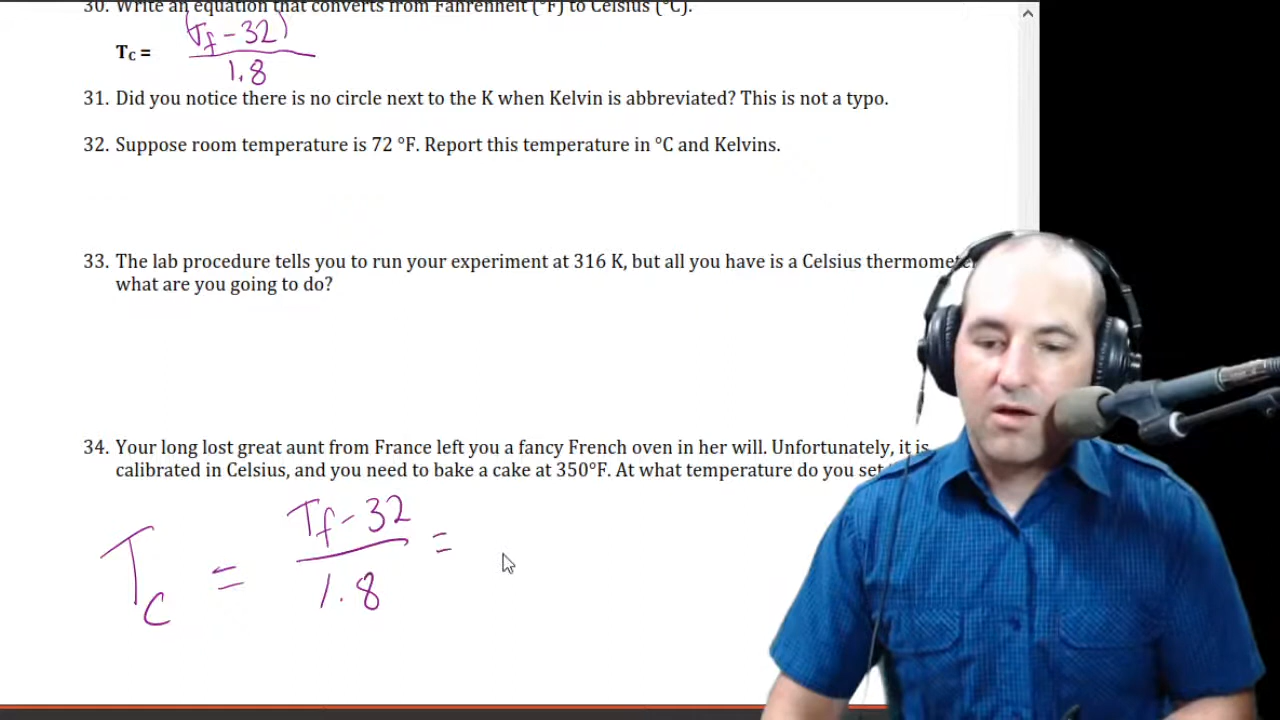 30. Write an equation that converts from Fahrenheit (°F) to Celsius (°C).
(Tf - 32)
Tc =
1.8
31. Did you notice there is no circle next to the K when Kelvin is abbreviated? This is not a typo.
32. Suppose room temperature is 72 °F. Report this temperature in °C and Kelvins.
33. The lab procedure tells you to run your experiment at 316 K, but all you have is a Celsius thermometer
what are you going to do?
34. Your long lost great aunt from France left you a fancy French oven in her will. Unfortunately, it is
calibrated in Celsius, and you need to bake a cake at 350°F. At what temperature do you set
Tf - 32
Tc = =
1.8